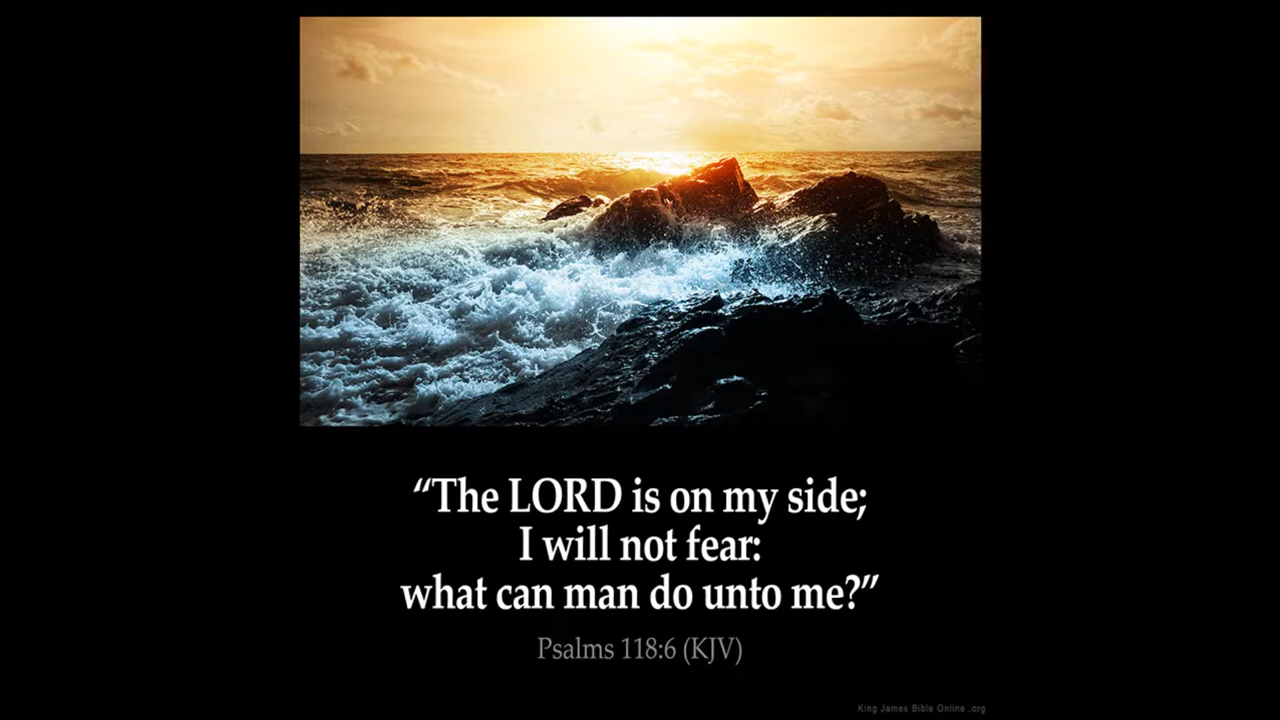 “The LORD is on my side;
I will not fear:
what can man do unto me?”
Psalms 118:6 (KJV)
King James Bible Online .org